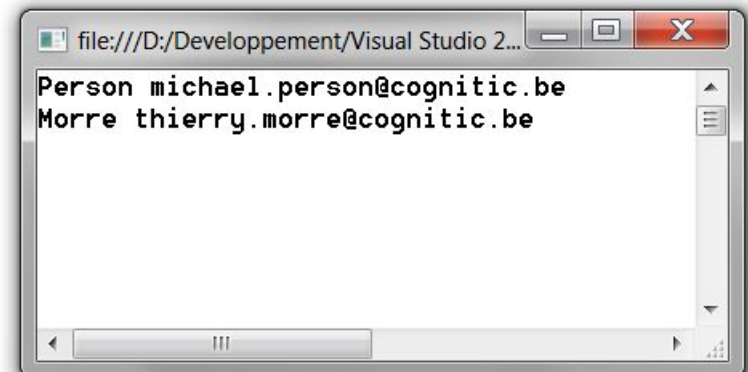 file:///D:/Developpement/Visual Studio 2...
Person michael.person@cognitic.be
Morre thierry.morre@cognitic.be